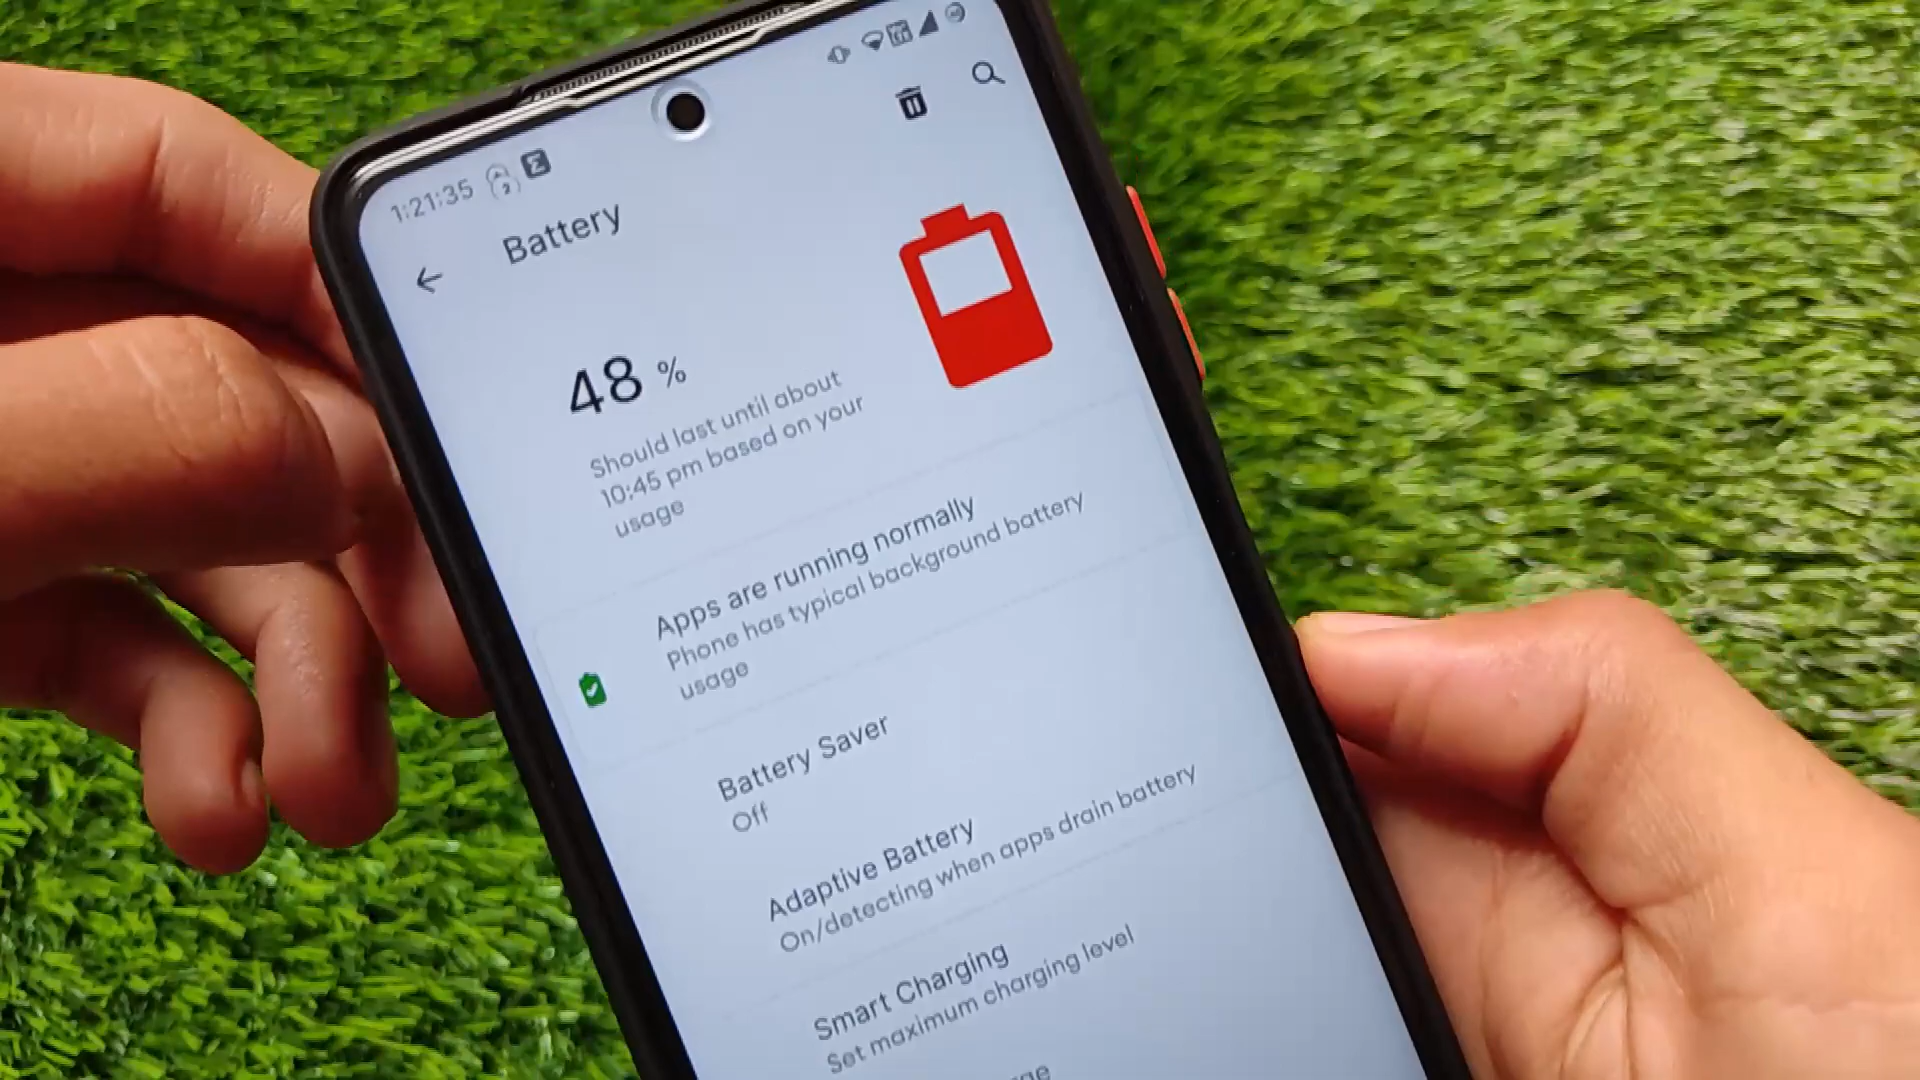 1:21:35
Battery
48 %
Should last until about
10:45 pm based on your
usage
Apps are running normally
Phone has typical background battery
usage
Battery Saver
Off
Adaptive Battery
On/detecting when apps drain battery
Smart Charging
Set maximum charging level